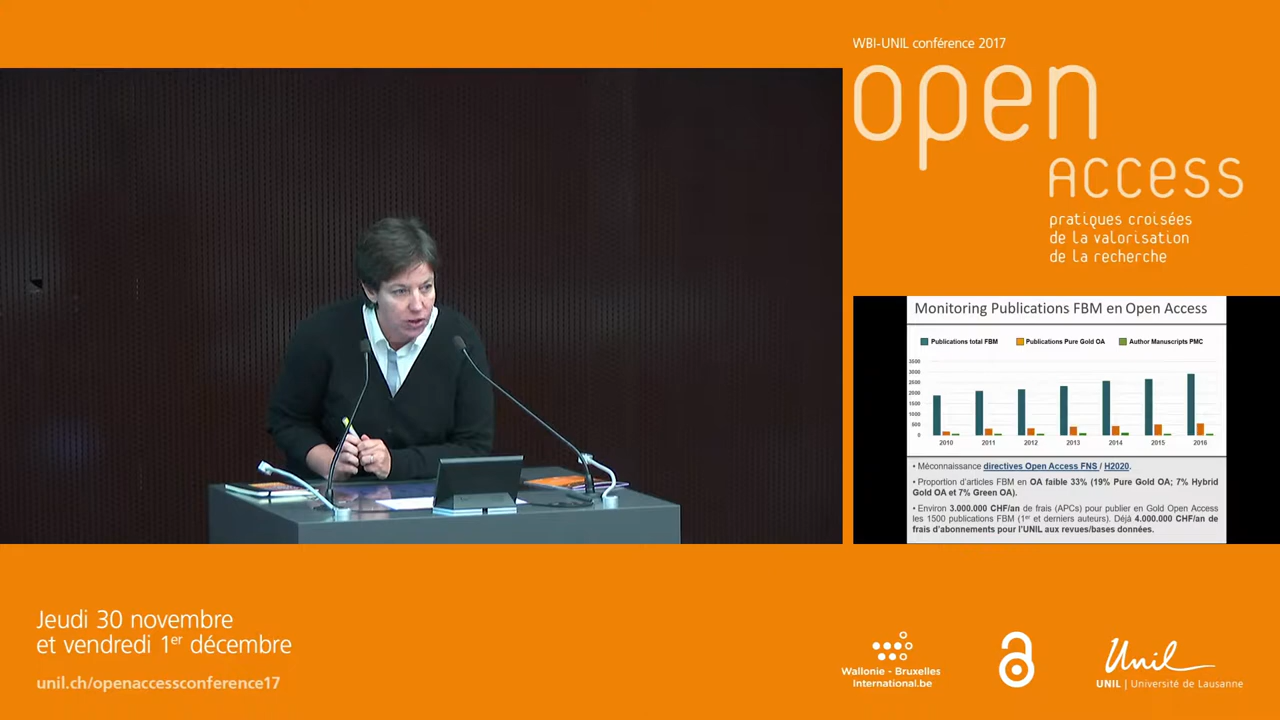 WBI-UNIL conférence 2017
open
access
pratiques croisées
de la valorisation
de la recherche
Monitoring Publications FBM en Open Access
Publications total FBM
Publications Pure Gold OA
Author Manuscripts PMC
3500
3000
2500
2000
1500
1000
500
0
2010
2011
2012
2013
2014
2015
2016
• Méconnaissance directives Open Access FNS / H2020.
• Proportion d'articles FBM en OA faible 33% (19% Pure Gold OA; 7% Hybrid
Gold OA et 7% Green OA).
• Environ 3.000.000 CHF/an de frais (APCs) pour publier en Gold Open Access
les 1500 publications FBM (1er et derniers auteurs). Déjà 4.000.000 CHF/an de
frais d'abonnements pour l'UNIL aux revues/bases données.
Jeudi 30 novembre
et vendredi 1er décembre
unil.ch/openaccessconference17
Wallonie - Bruxelles
International.be
Unil
UNIL | Université de Lausanne